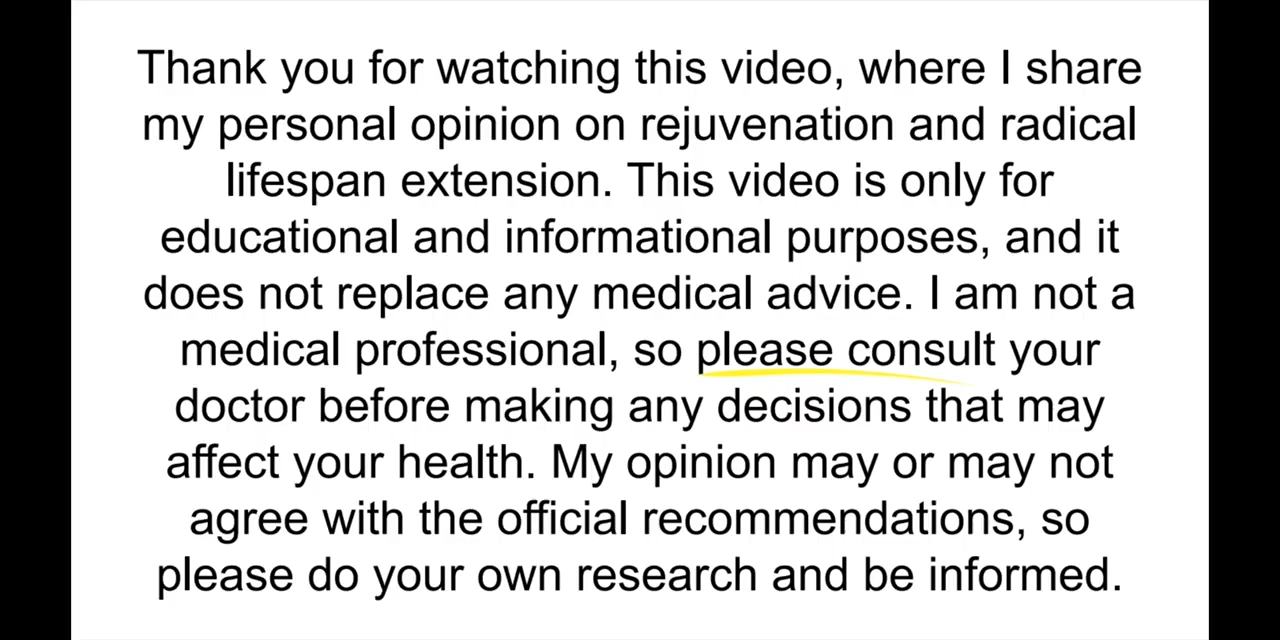 Thank you for watching this video, where I share
my personal opinion on rejuvenation and radical
lifespan extension. This video is only for
educational and informational purposes, and it
does not replace any medical advice. I am not a
medical professional, so please consult your
doctor before making any decisions that may
affect your health. My opinion may or may not
agree with the official recommendations, so
please do your own research and be informed.